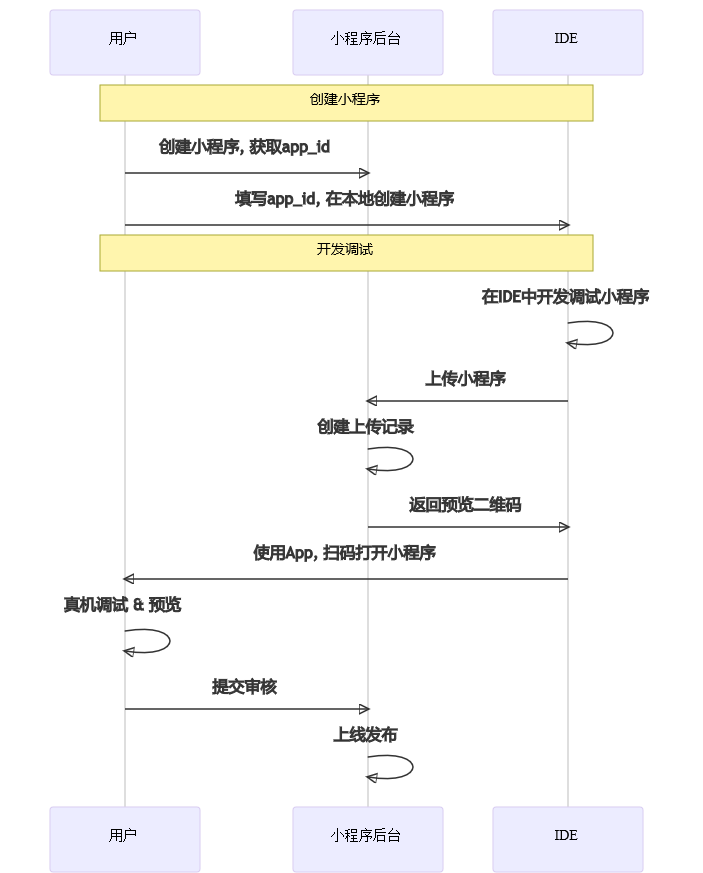 用户
小程序后台
IDE
创建小程序
创建小程序, 获取app_id
填写app_id, 在本地创建小程序
开发调试
在IDE中开发调试小程序
上传小程序
创建上传记录
返回预览二维码
使用App, 扫码打开小程序
真机调试 & 预览
提交审核
上线发布
用户
小程序后台
IDE